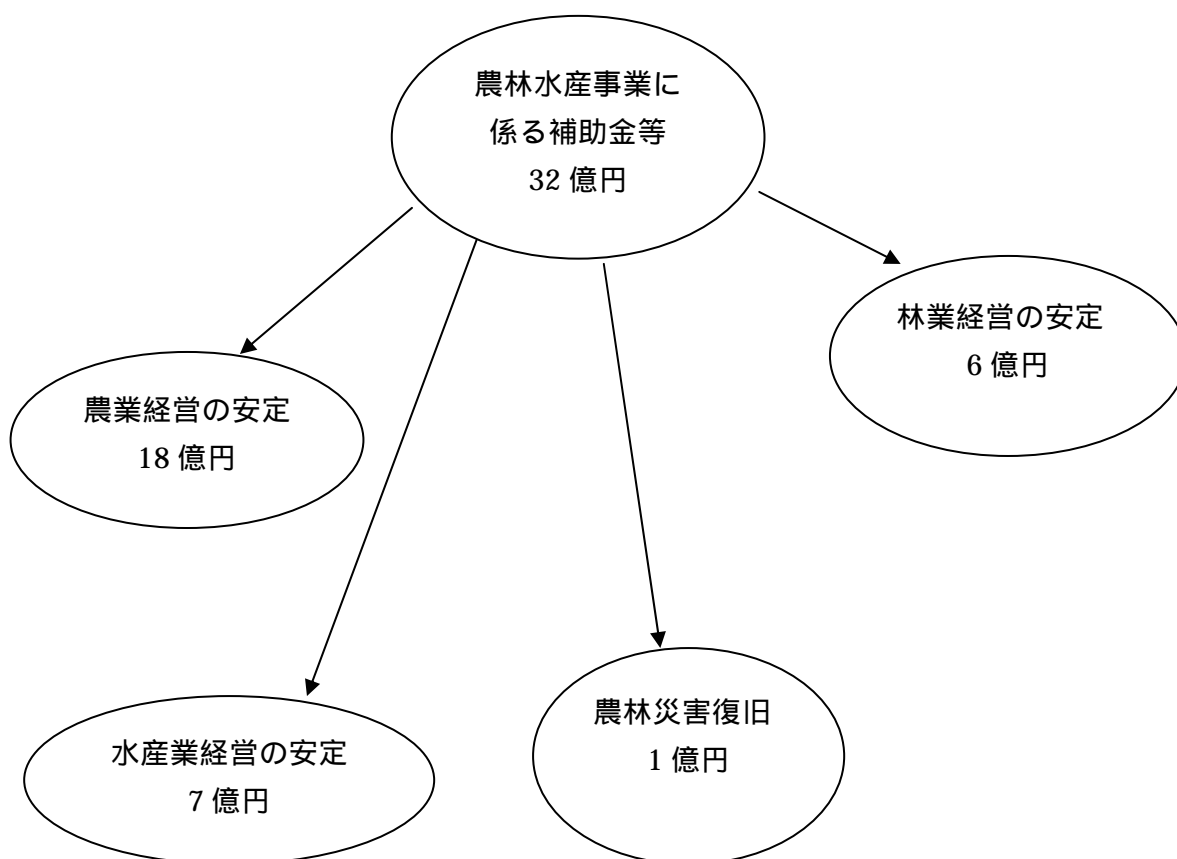 農林水産事業に
係る補助金等
32 億円
林業経営の安定
6 億円
農業経営の安定
18 億円
農林災害復旧
1 億円
水産業経営の安定
7 億円